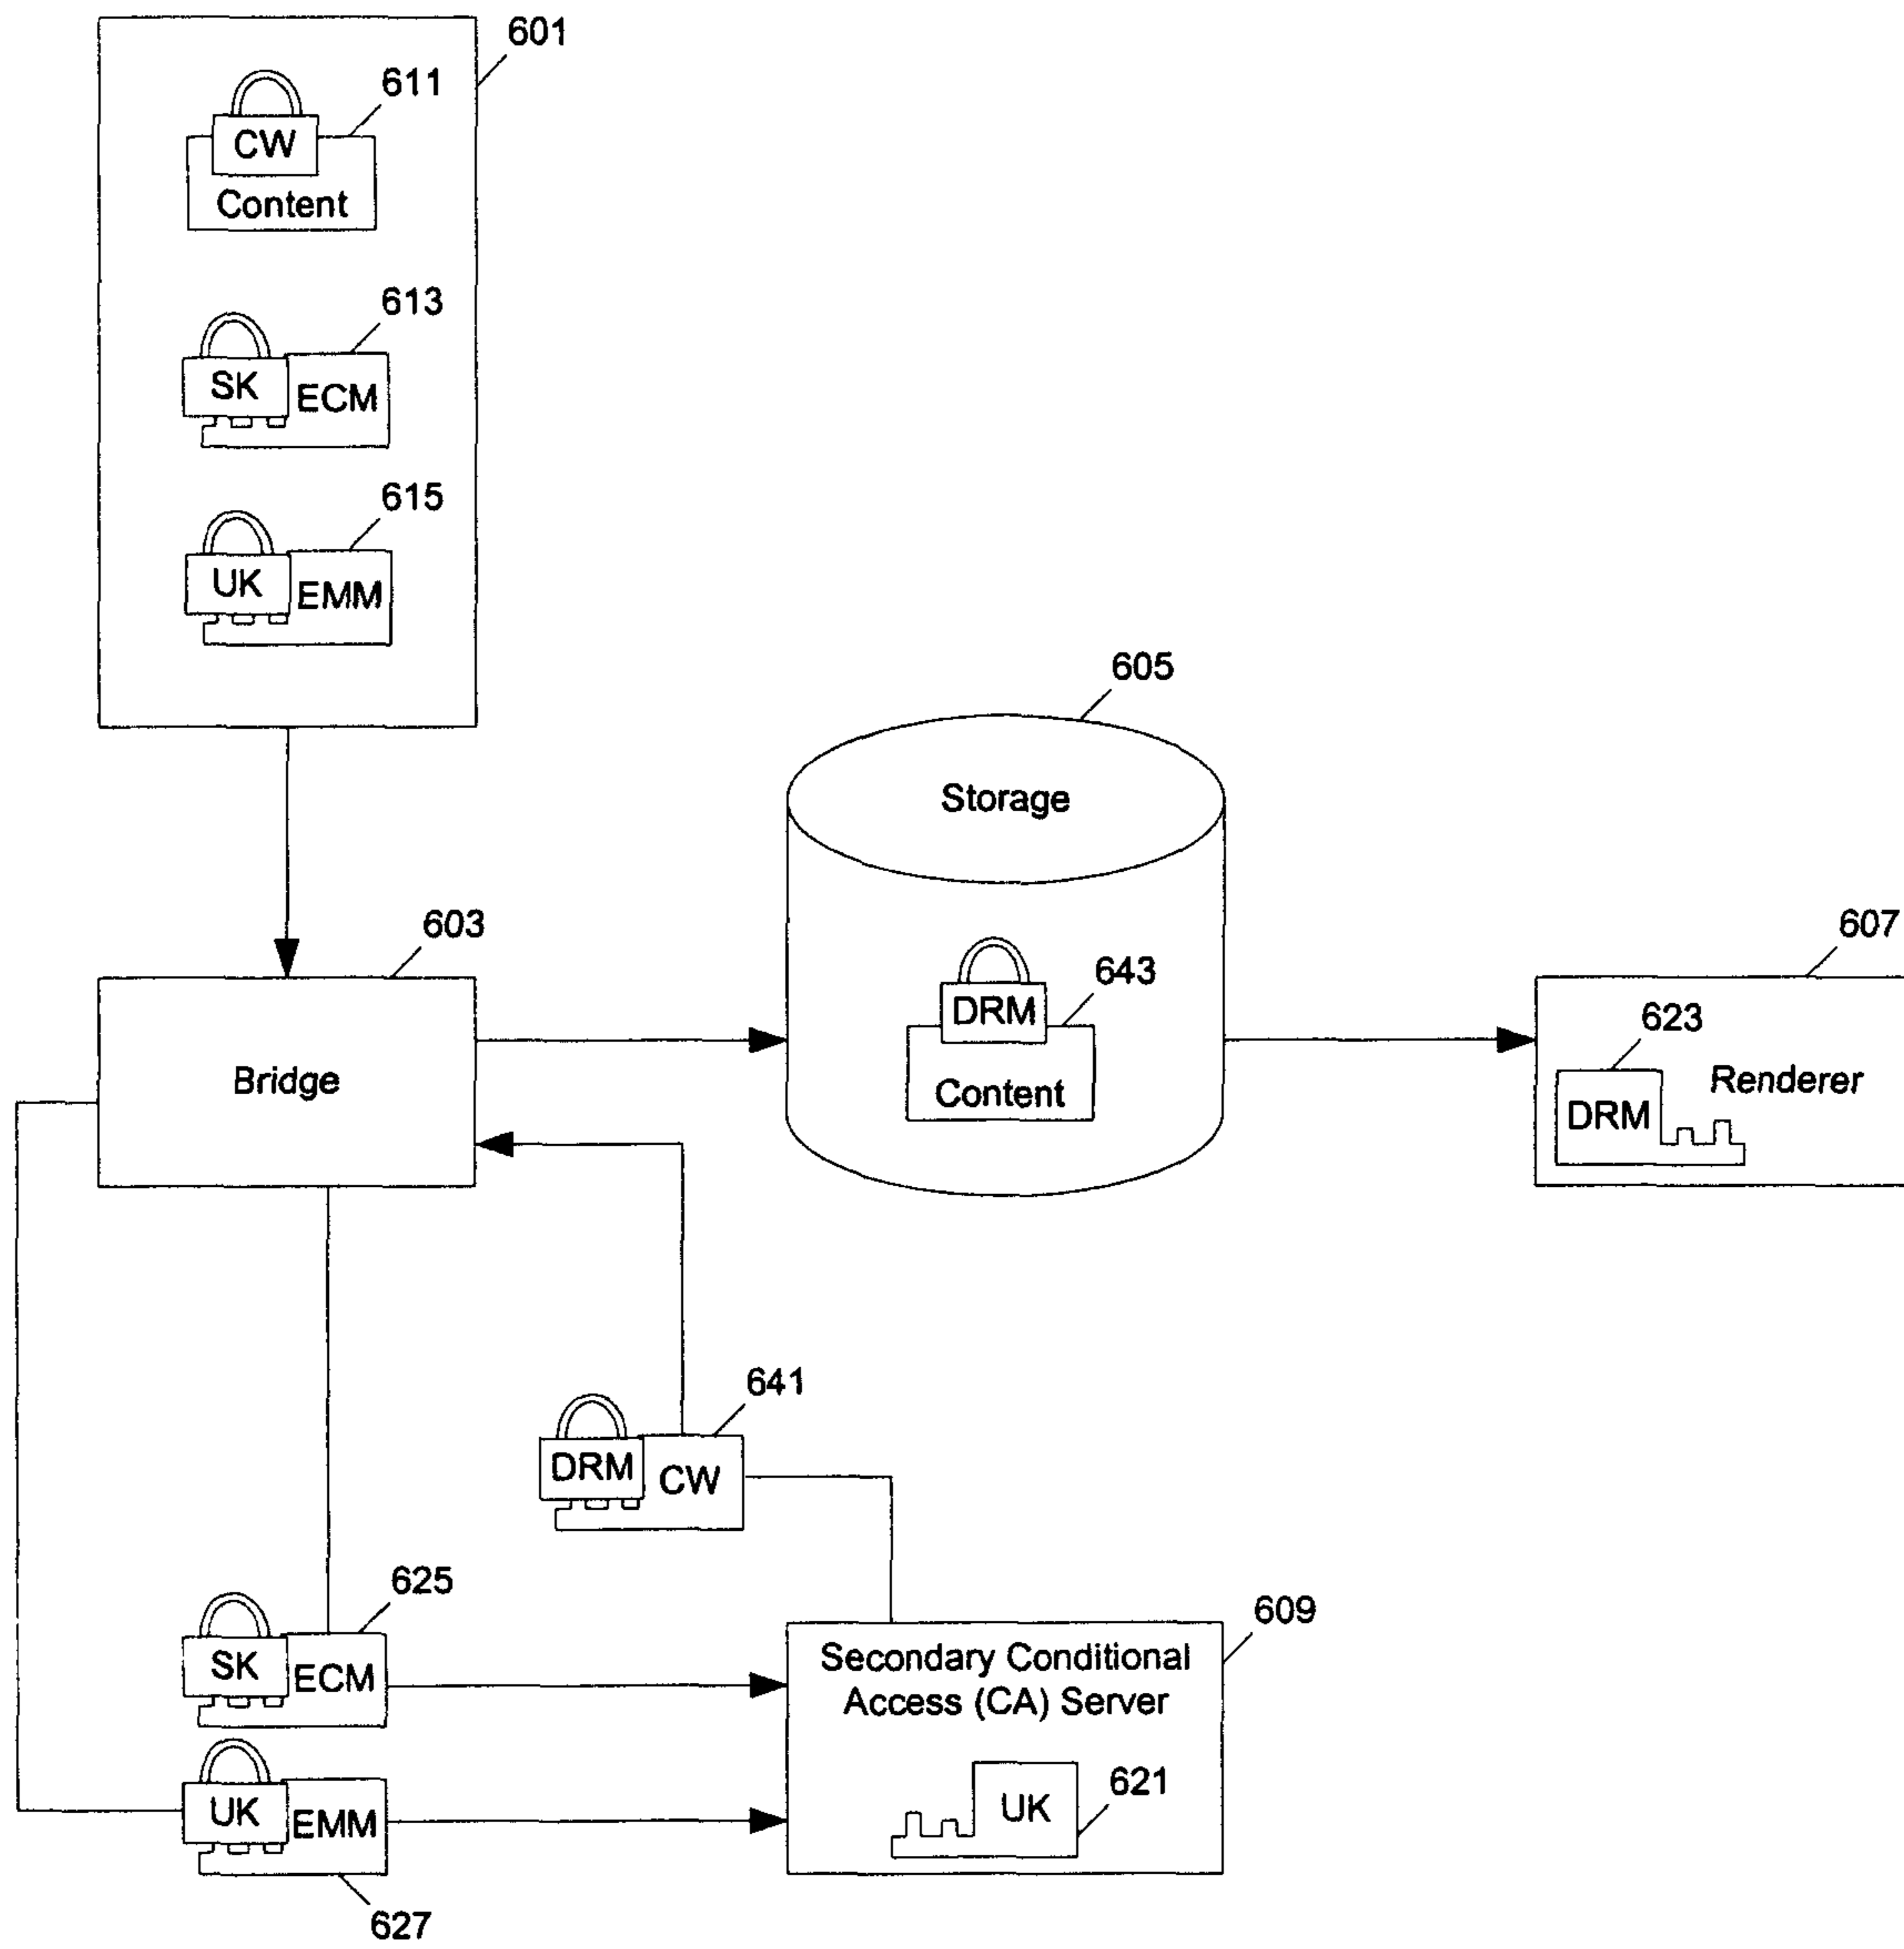 601
611
CW
Content
613
SK
ECM
615
UK
EMM
605
Storage
603
607
643
DRM
Content
623
Bridge
Renderer
DRM
641
DRM
CW
625
609
SK
ECM
Secondary Conditional
Access (CA) Server
621
UK
EMM
UK
627